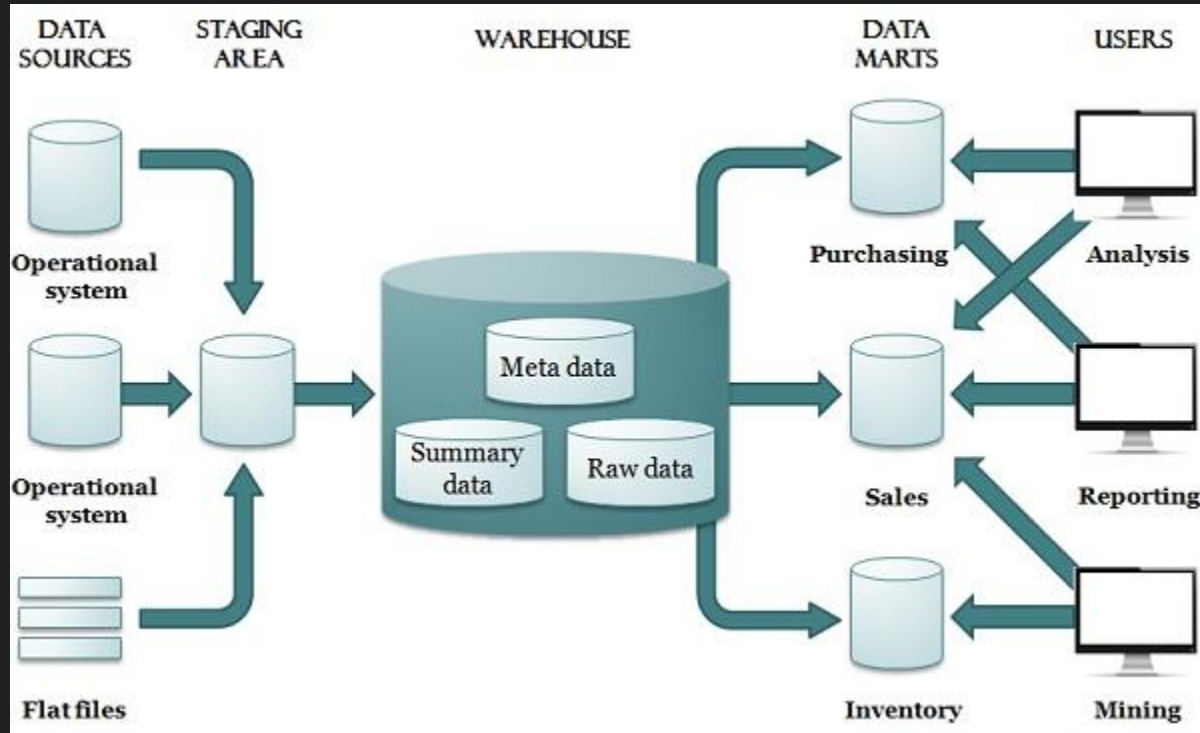 DATA
SOURCES
STAGING
AREA
WAREHOUSE
DATA
MARTS
USERS
Operational
system
Purchasing
Analysis
Meta data
Summary
data
Raw data
Operational
system
Sales
Reporting
Flat files
Inventory
Mining